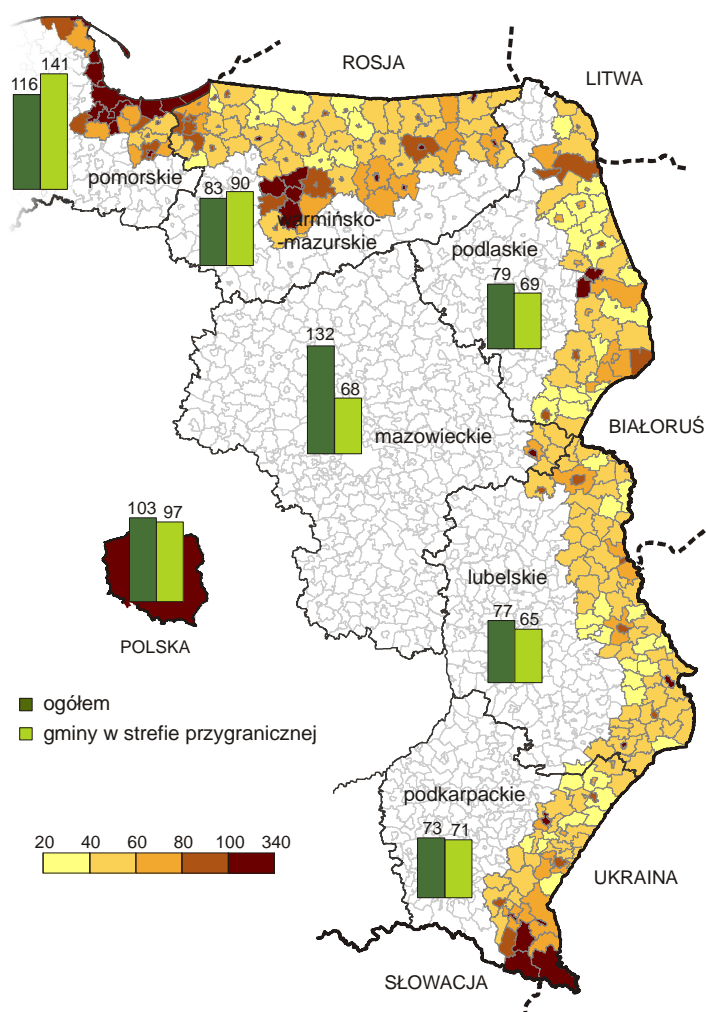 ROSJA
LITWA
141
116
pomorskie
83 90
warmińsko-
-mazurskie
podlaskie
79 69
132
68
mazowieckie
BIAŁORUŚ
103 97
POLSKA
lubelskie
77 65
ogółem
gminy w strefie przygranicznej
podkarpackie
73 71
20 40 60 80 100 340
UKRAINA
SŁOWACJA